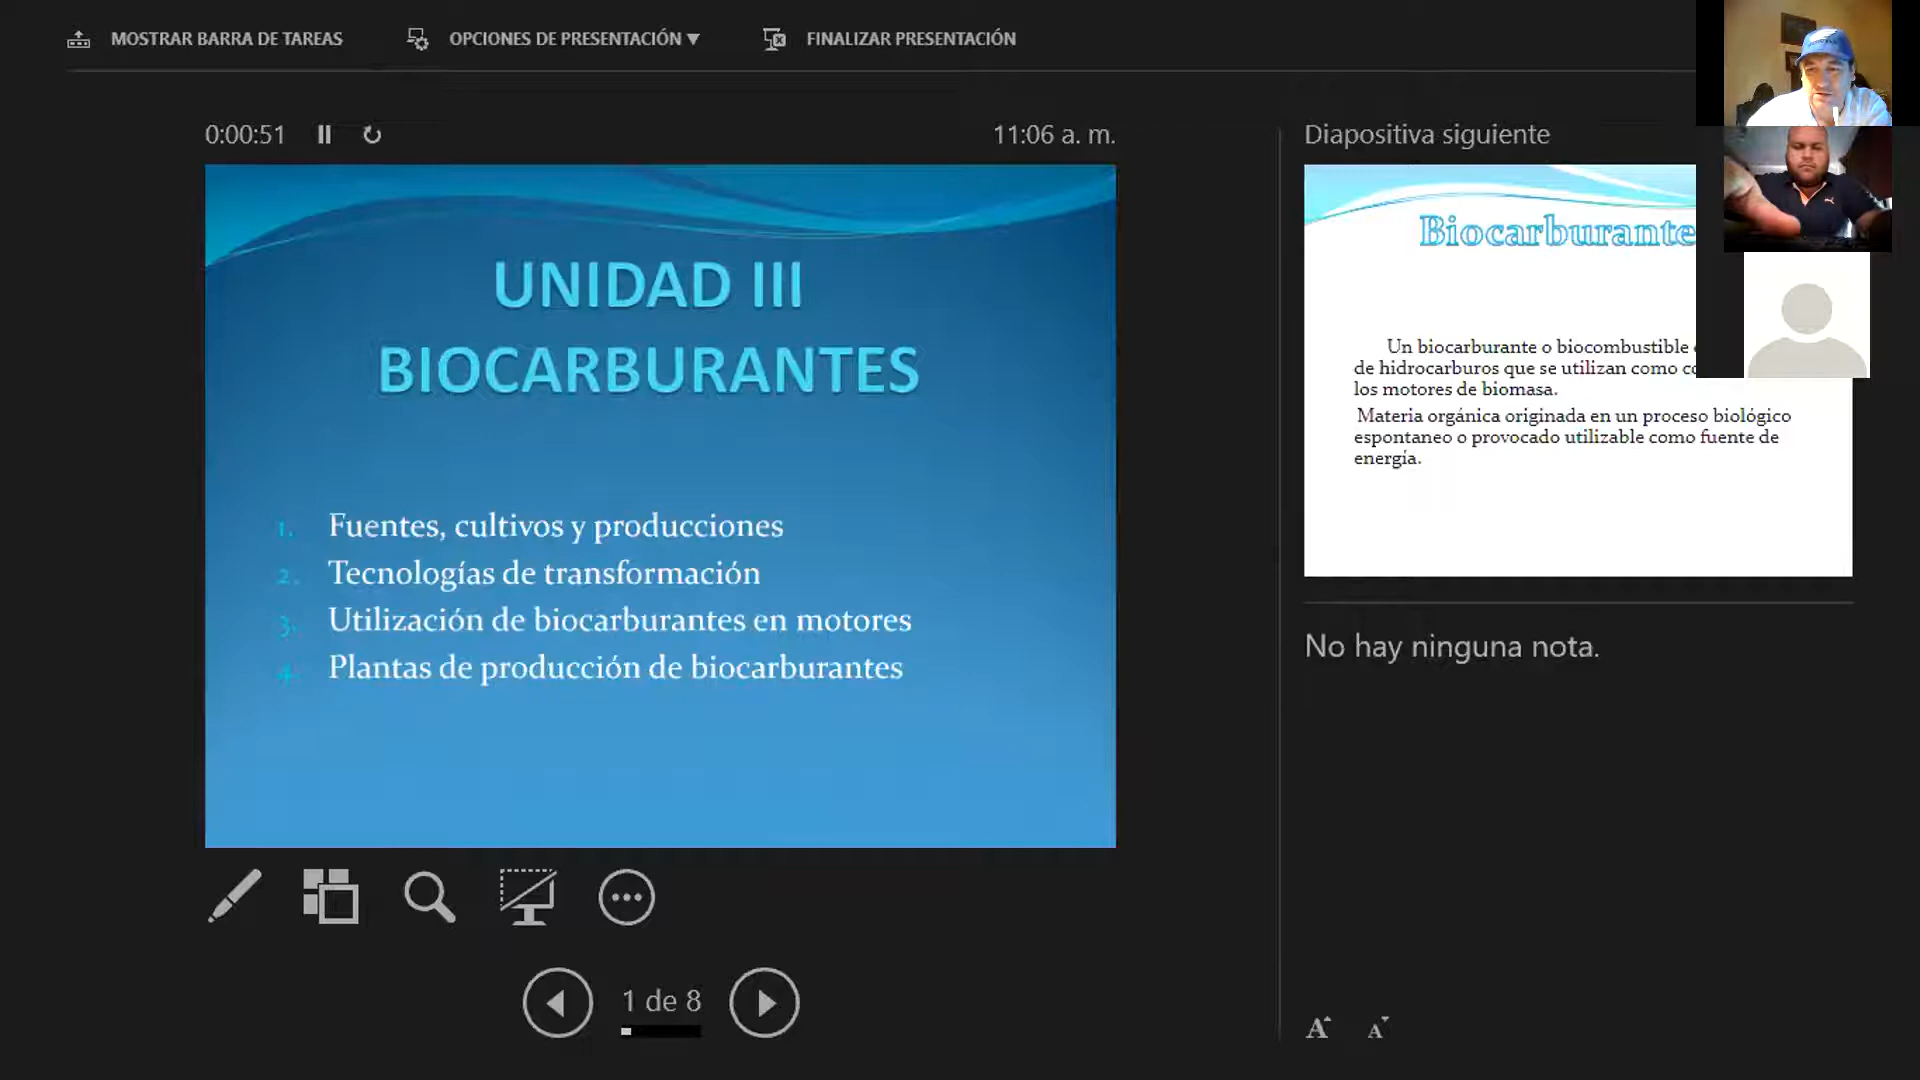 MOSTRAR BARRA DE TAREAS
OPCIONES DE PRESENTACIÓN
FINALIZAR PRESENTACIÓN
0:00:51
11:06 a. m.
UNIDAD III
BIOCARBURANTES
1. Fuentes, cultivos y producciones
2. Tecnologías de transformación
3. Utilización de biocarburantes en motores
4. Plantas de producción de biocarburantes
1 de 8
Diapositiva siguiente
Biocarburante
Un biocarburante o biocombustible
de hidrocarburos que se utilizan como
los motores de biomasa.
Materia orgánica originada en un proceso biológico
espontaneo o provocado utilizable como fuente de
energía.
No hay ninguna nota.
A A